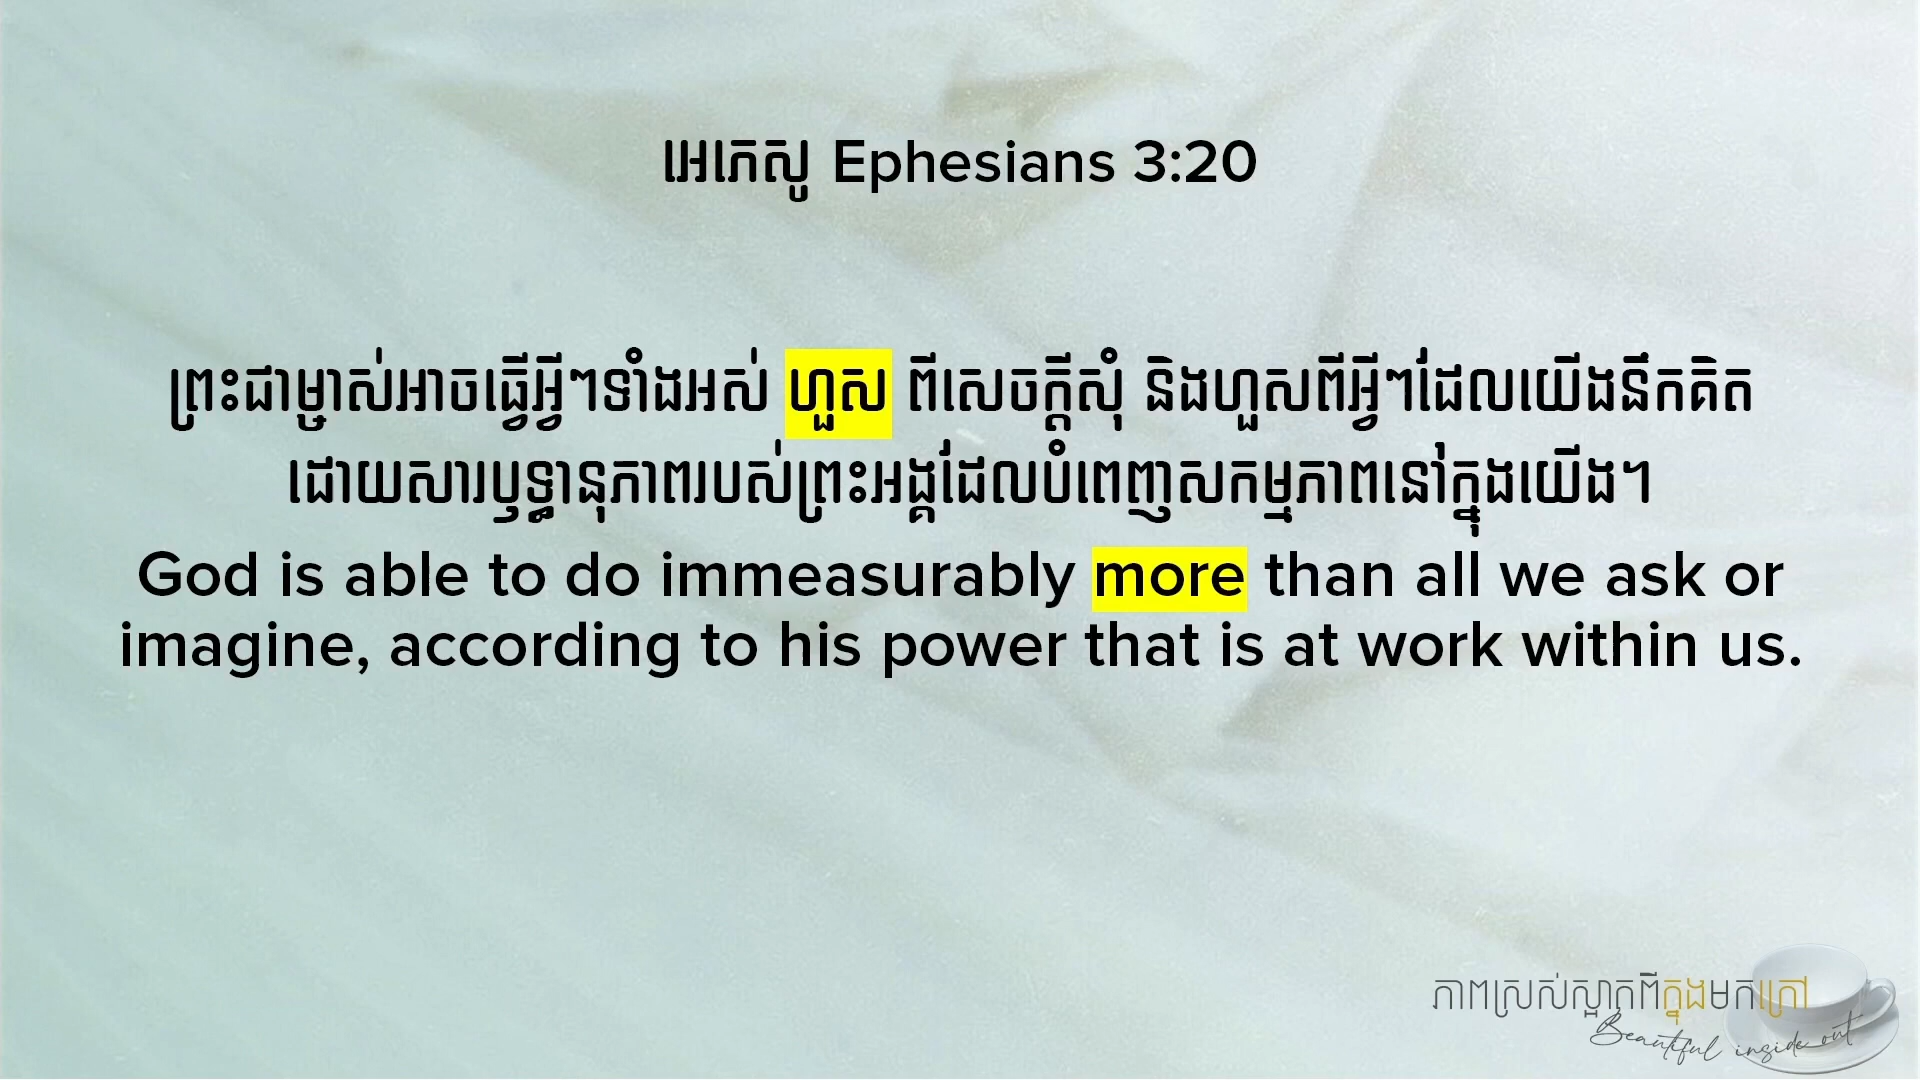 អេភេសូ Ephesians 3:20
ព្រះជាម្ចាស់អាចធ្វើអ្វីៗទាំងអស់ ហួស ពីសេចក្ដីសុំ និងហួសពីអ្វីៗដែលយើងនឹកគិត
ដោយសារឫទ្ធានុភាពរបស់ព្រះអង្គដែលបំពេញសកម្មភាពនៅក្នុងយើង។
God is able to do immeasurably more than all we ask or
imagine, according to his power that is at work within us.
ភាពស្រស់ស្អាតពីក្នុងមកក្រៅ
Beautiful inside out